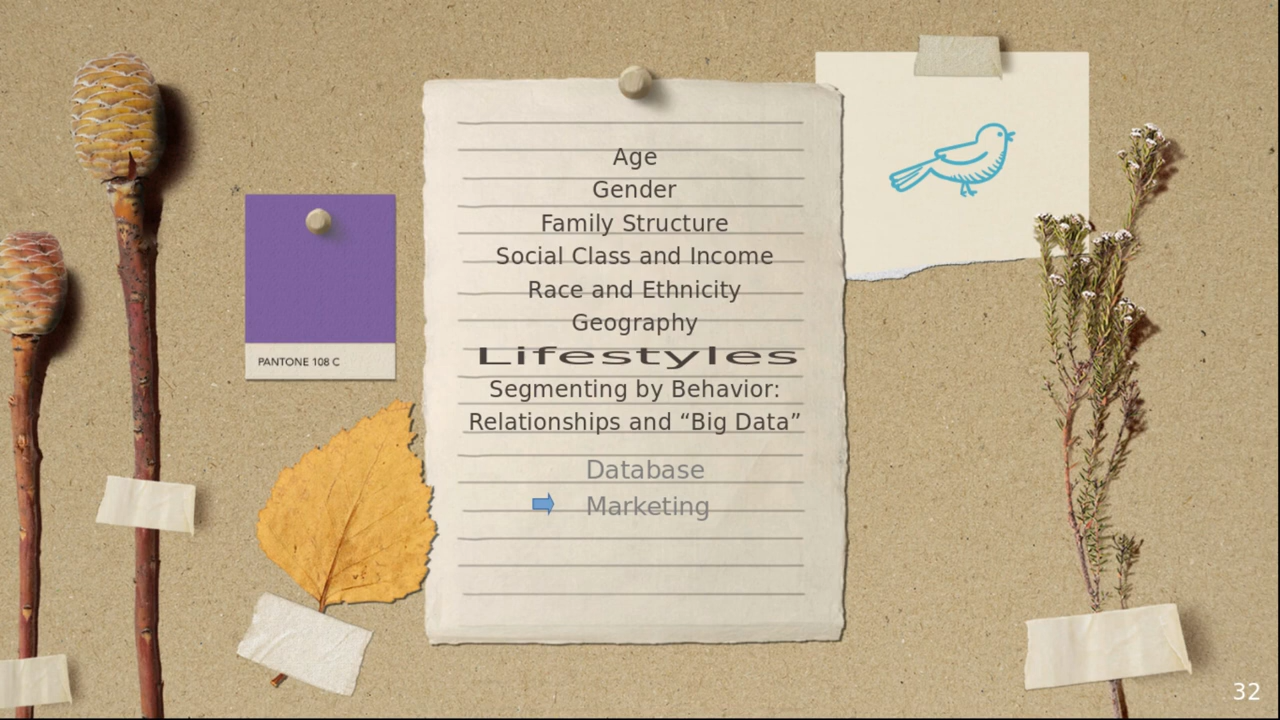 Age
Gender
Family Structure
Social Class and Income
Race and Ethnicity
Geography
Lifestyles
Segmenting by Behavior:
Relationships and “Big Data”
Database
Marketing
PANTONE 108 C
32